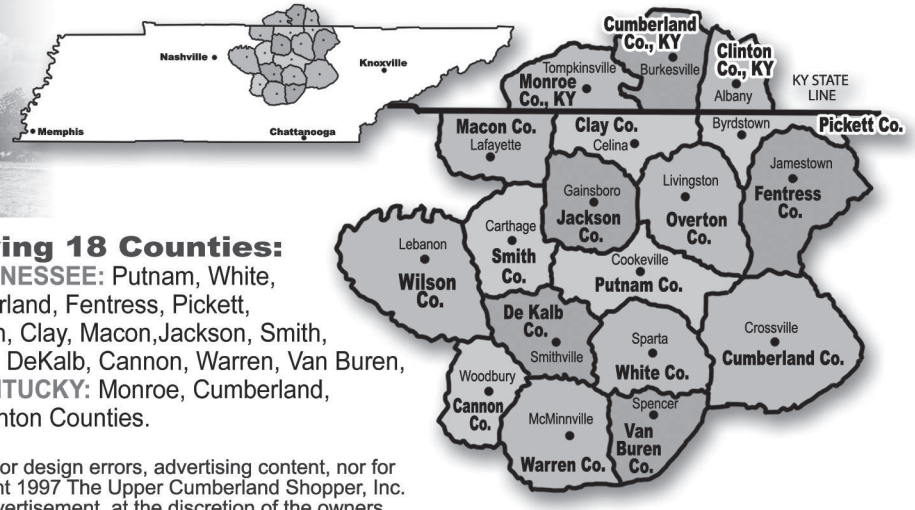 Nashville
Knoxville
Memphis
Chattanooga
Cumberland
Co., KY
Burkesville
Clinton
Co., KY
Albany
Tompkinsville
Monroe
Co., KY
KY STATE
LINE
Macon Co.
Lafayette
Clay Co.
Celina
Byrdstown
Pickett Co.
Jamestown
Fentress
Co.
Gainsboro
Jackson
Co.
Livingston
Overton
Co.
Lebanon
Wilson
Co.
Carthage
Smith
Co.
Cookeville
Putnam Co.
De Kalb
Co.
Smithville
Sparta
White Co.
Crossville
Cumberland Co.
Woodbury
Cannon
Co.
McMinnville
Warren Co.
Spencer
Van
Buren
Co.
ing 18 Counties:
NESSEE: Putnam, White,
rland, Fentress, Pickett,
n, Clay, Macon,Jackson, Smith,
DeKalb, Cannon, Warren, Van Buren,
TUCKY: Monroe, Cumberland,
nton Counties.
or design errors, advertising content, nor for
nt 1997 The Upper Cumberland Shopper, Inc.
vertisement, at the discretion of the owners